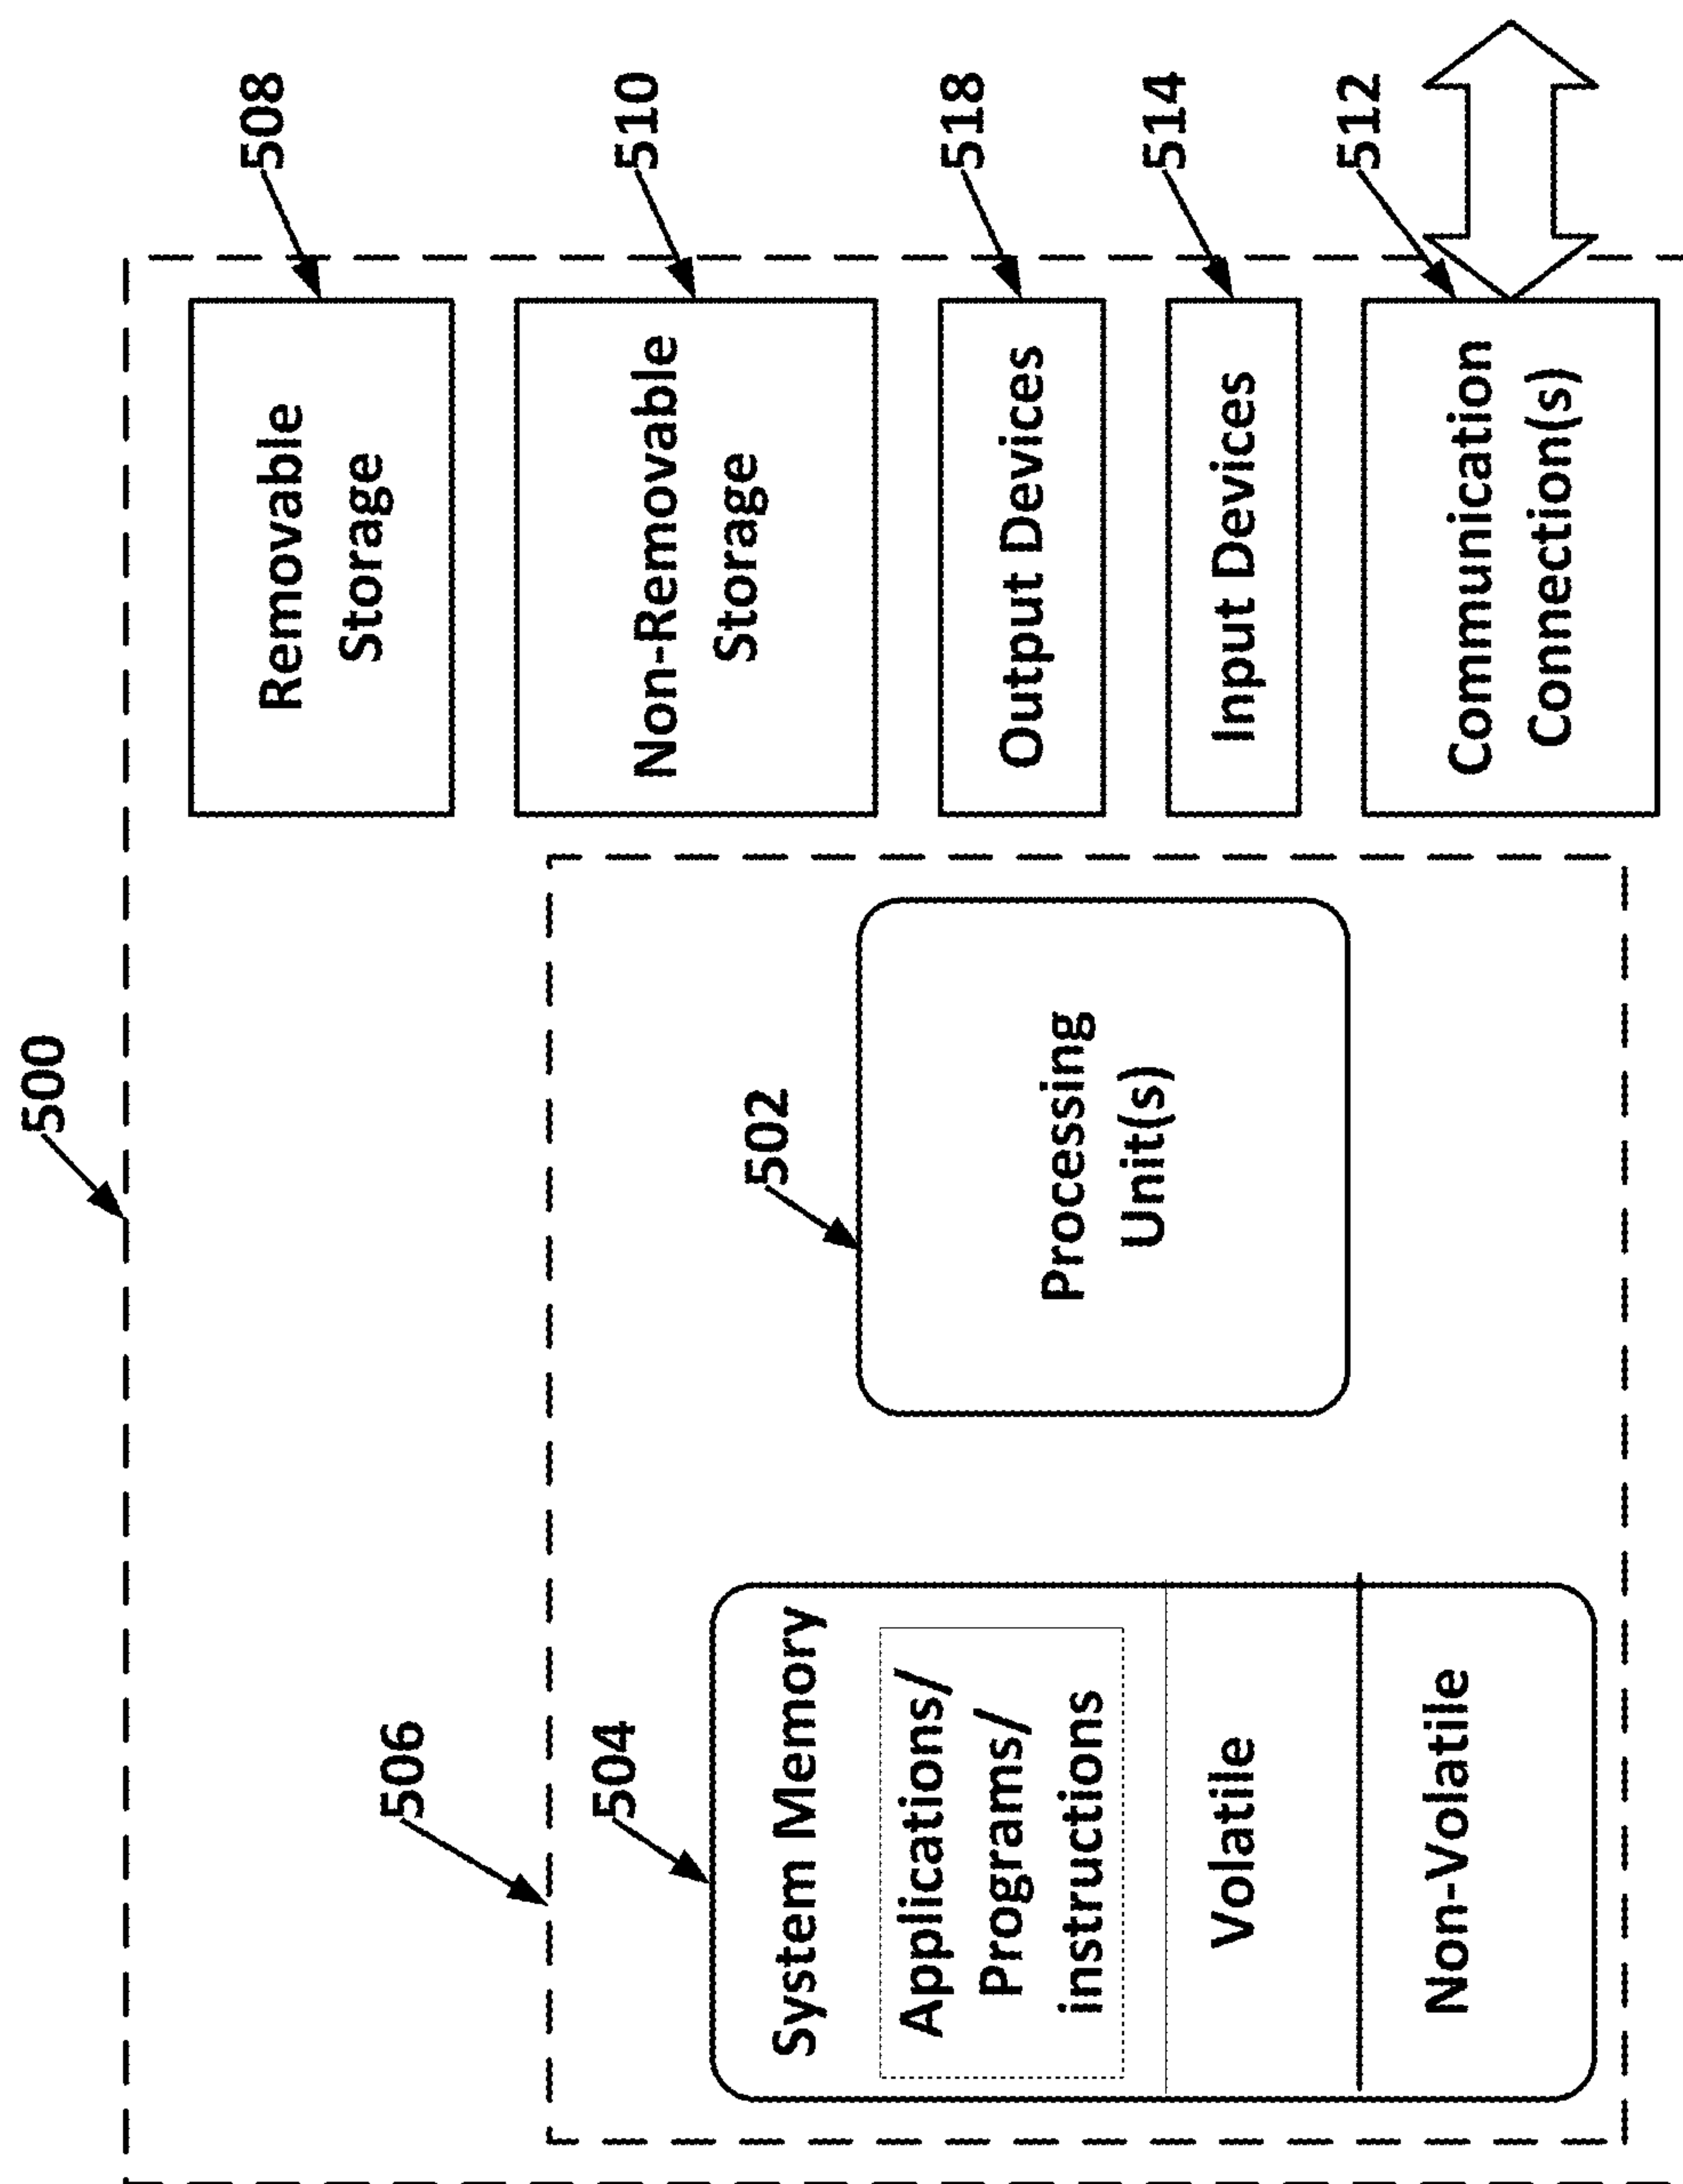 500
506
504
System Memory
Applications/
Programs/
instructions
Volatile
Non-Volatile
502
Processing
Unit(s)
508
Removable
Storage
510
Non-Removable
Storage
518
Output Devices
514
Input Devices
512
Communication
Connection(s)